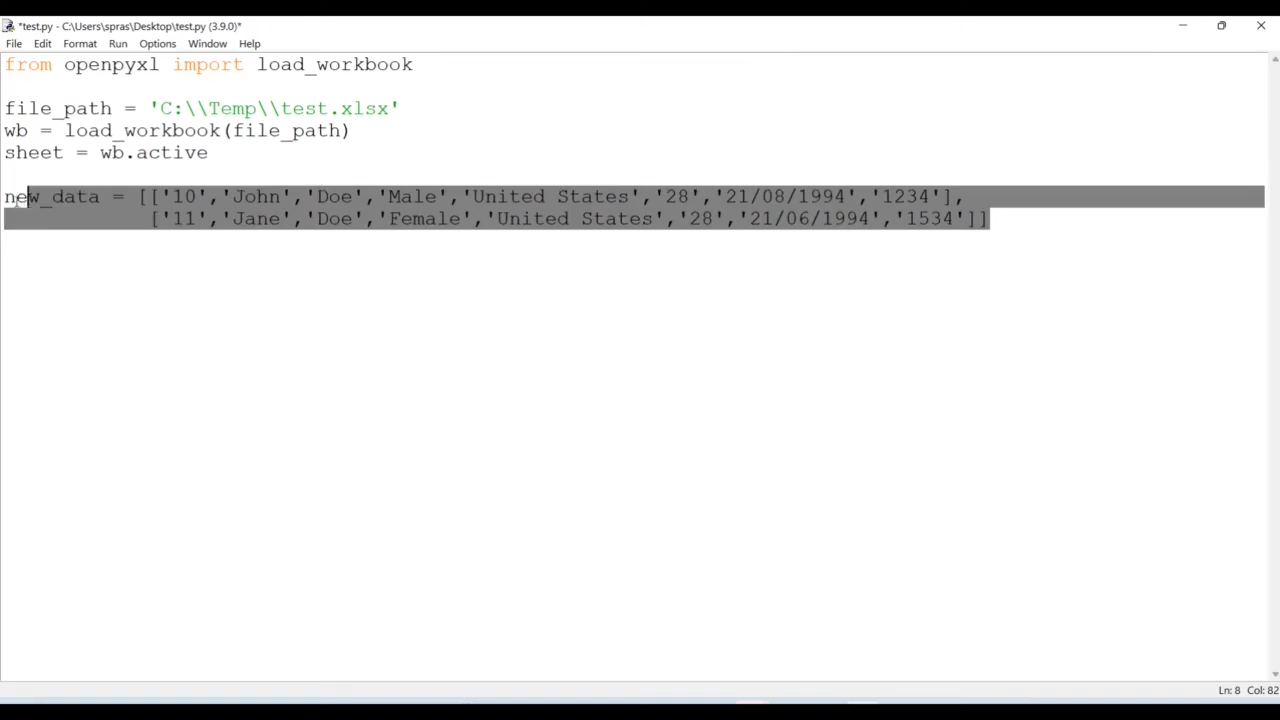 *test.py - C:\Users\spras\Desktop\test.py (3.9.0)*
File Edit Format Run Options Window Help
from openpyxl import load_workbook
file_path = 'C:\\Temp\\test.xlsx'
wb = load_workbook(file_path)
sheet = wb.active
new_data = [['10','John','Doe','Male','United States','28','21/08/1994','1234'],
['11','Jane','Doe','Female','United States','28','21/06/1994','1534']]
Ln: 8 Col: 82